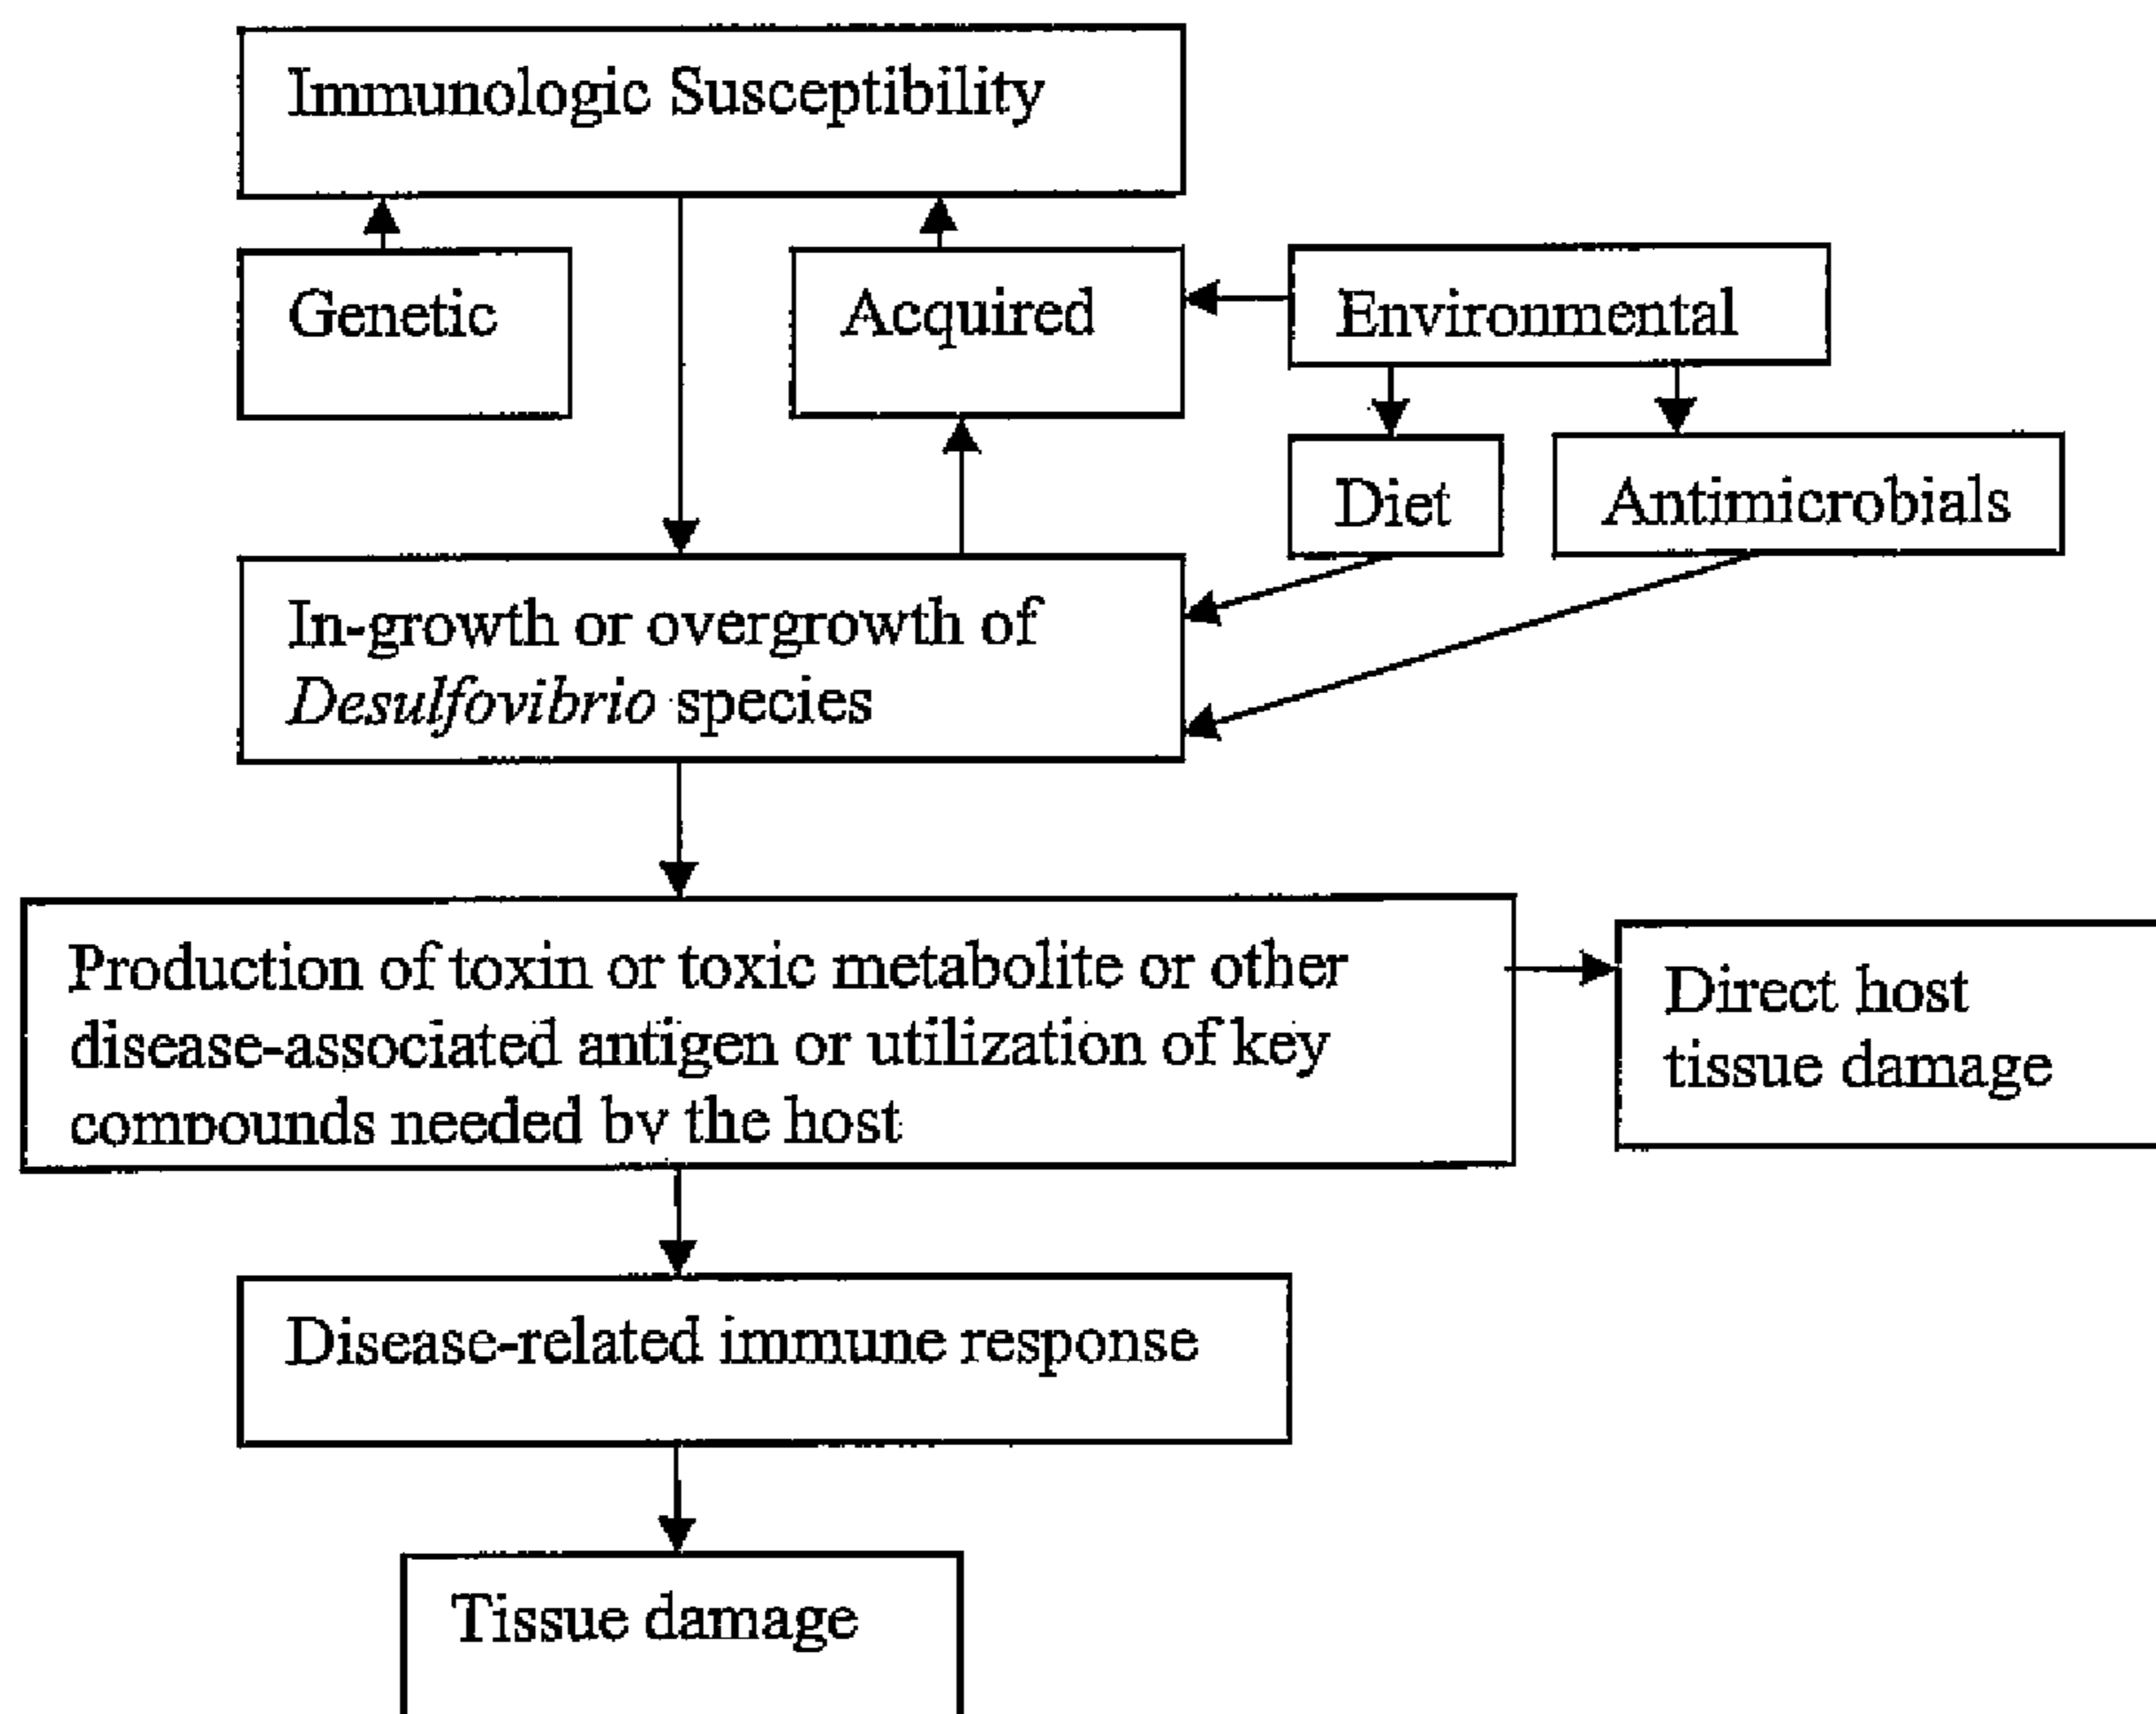 Immunologic Susceptibility
Genetic
Acquired
Environmental
Diet
Antimicrobials
In-growth or overgrowth of
Desulfovibrio species
Production of toxin or toxic metabolite or other
disease-associated antigen or utilization of key
compounds needed by the host
Direct host
tissue damage
Disease-related immune response
Tissue damage